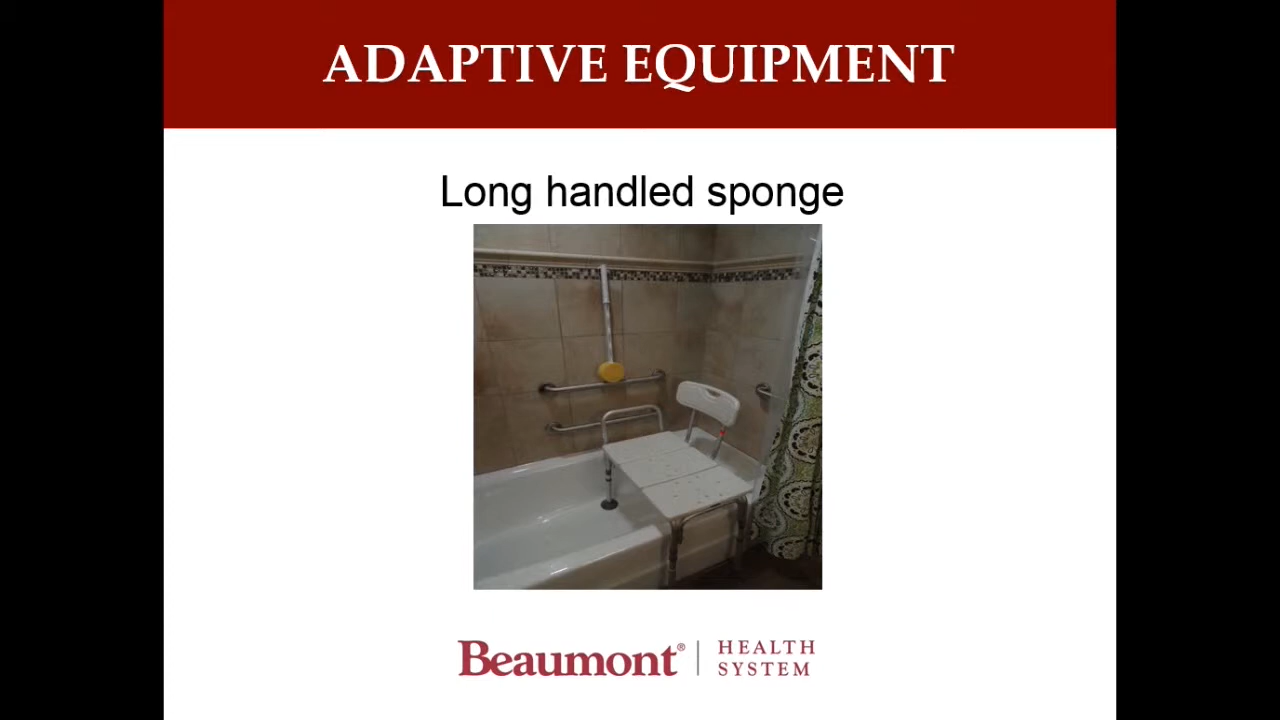 ADAPTIVE EQUIPMENT
Long handled sponge
Beaumont® | HEALTH SYSTEM